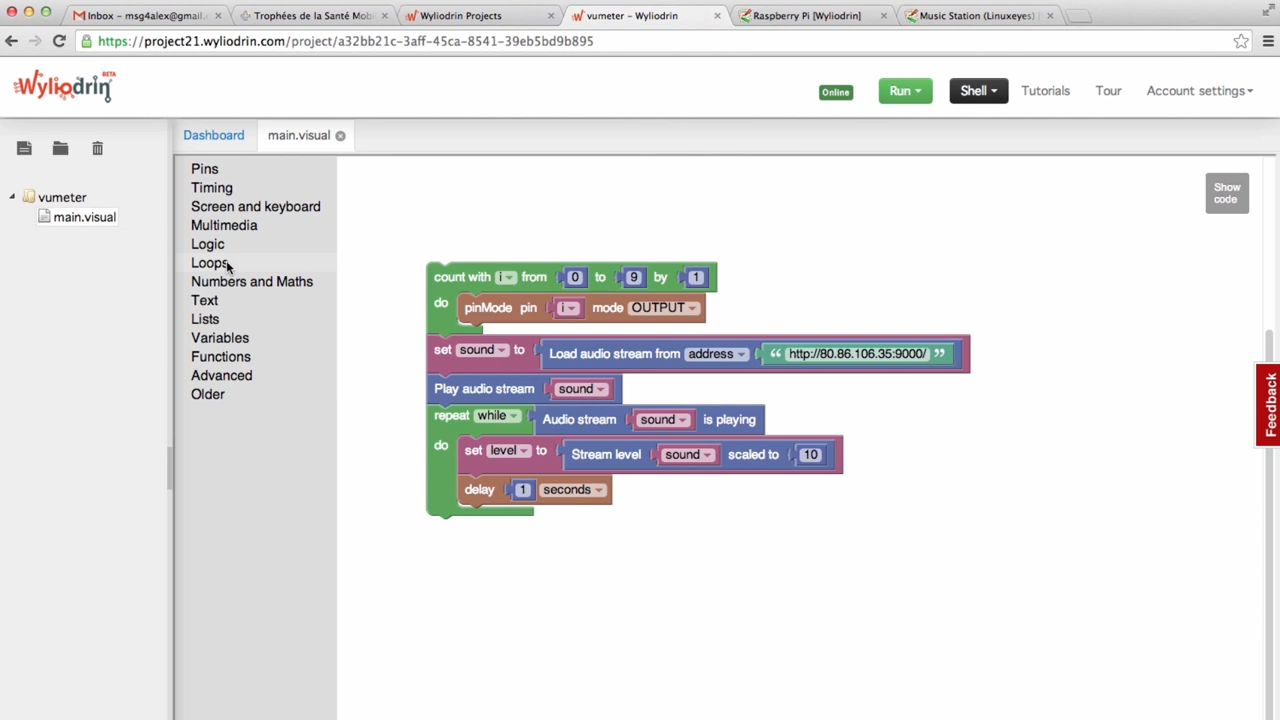 Inbox – msg4alex@gmail.
Trophées de la Santé Mobi
Wyliodrin Projects
vumeter – Wyliodrin
Raspberry Pi [Wyliodrin]
Music Station (Linuxeyes)
https://project21.wyliodrin.com/project/a32bb21c-3aff-45ca-8541-39eb5bd9b895
Wyliodrin BETA
Online
Run
Shell
Tutorials
Tour
Account settings
Dashboard
main.visual
vumeter
main.visual
Pins
Timing
Screen and keyboard
Multimedia
Logic
Loops
Numbers and Maths
Text
Lists
Variables
Functions
Advanced
Older
Show
code
count with i from 0 to 9 by 1
do pinMode pin i mode OUTPUT
set sound to Load audio stream from address “ http://80.86.106.35:9000/ ”
Play audio stream sound
repeat while Audio stream sound is playing
do set level to Stream level sound scaled to 10
delay 1 seconds
Feedback